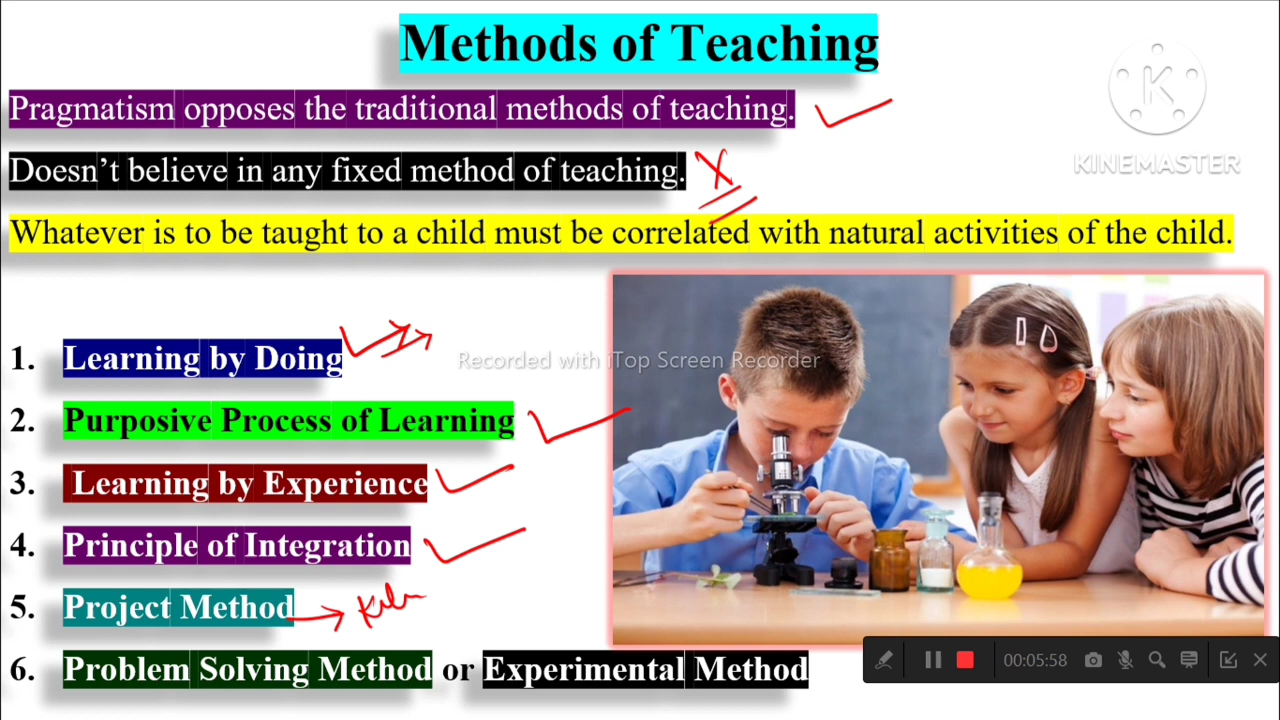 Methods of Teaching
Pragmatism opposes the traditional methods of teaching.
Doesn't believe in any fixed method of teaching.
Whatever is to be taught to a child must be correlated with natural activities of the child.
1. Learning by Doing
2. Purposive Process of Learning
3. Learning by Experience
4. Principle of Integration
5. Project Method
6. Problem Solving Method or Experimental Method
K
KINEMASTER
Recorded with iTop Screen Recorder
00:05:58